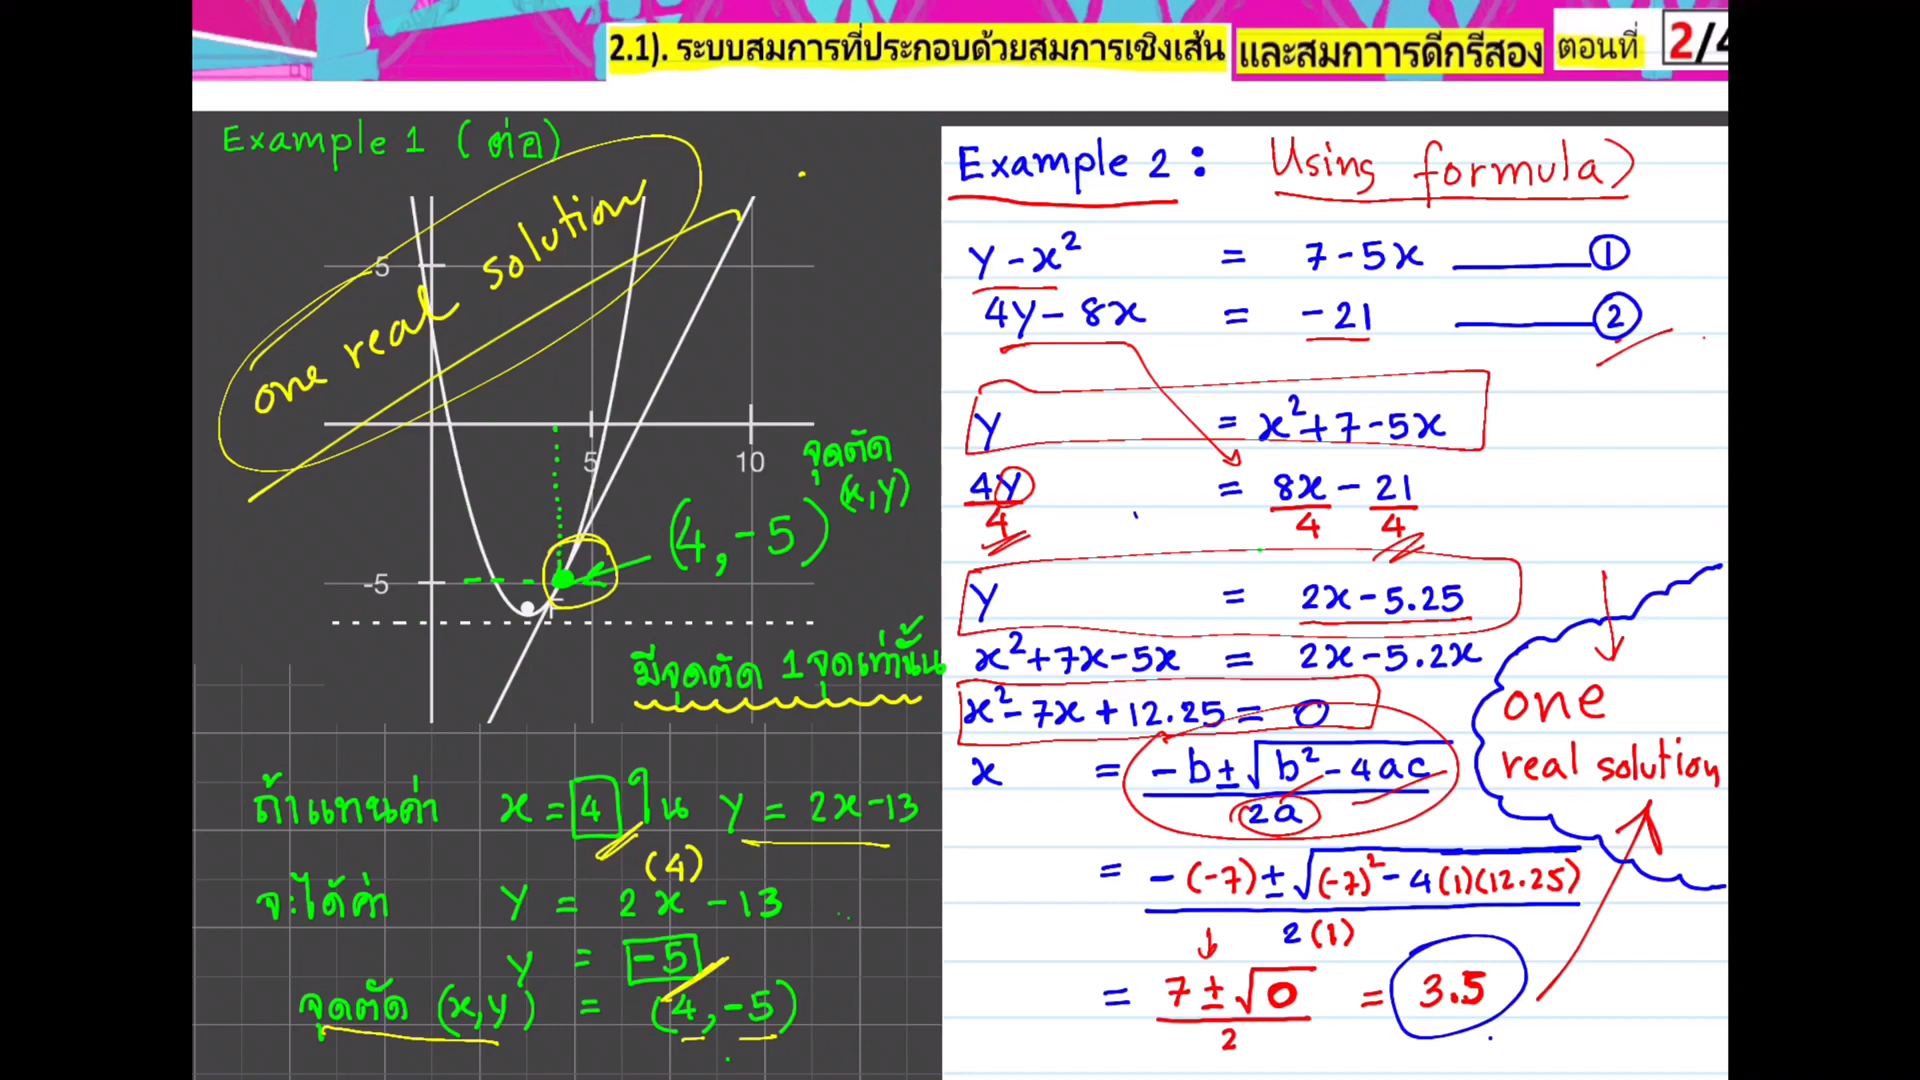 2.1). ระบบสมการที่ประกอบด้วยสมการเชิงเส้น และสมกาารดีกรีสอง ตอนที่ 2/4
Example 1 (ต่อ)
one real solution
5
5
10
-5
จุดตัด
(x,y)
(4,-5)
มีจุดตัด 1จุดเท่านั้น
ถ้าแทนค่า x = 4 ใน y = 2x-13
(4)
จะได้ค่า y = 2x -13
y = -5
จุดตัด (x,y) = (4,-5)
Example 2 : Using formula)
y - x² = 7-5x ①
4y - 8x = -21 ②
y = x²+7-5x
4y/4 = 8x/4 - 21/4
y = 2x-5.25
x²+7x-5x = 2x-5.2x
x²-7x+12.25 = 0
x = -b±√b²-4ac / 2a
= -(-7)±√(-7)²-4(1)(12.25) / 2(1)
= 7±√0 / 2 = 3.5
one
real solution